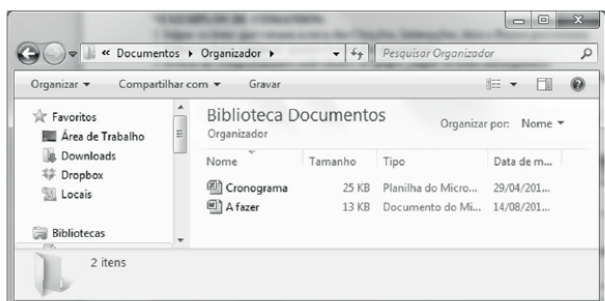 « Documentos ▸ Organizador ▸ Pesquisar Organizador
Organizar Compartilhar com Gravar
Favoritos
Área de Trabalho
Downloads
Dropbox
Locais
Bibliotecas
Biblioteca Documentos
Organizador
Organizar por: Nome
Nome Tamanho Tipo Data de m...
Cronograma 25 KB Planilha do Micro... 29/04/201...
A fazer 13 KB Documento do Mi... 14/08/201...
2 itens